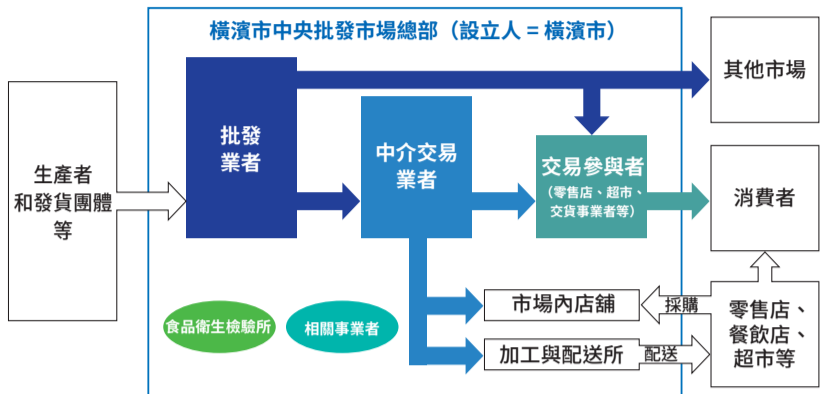 橫濱市中央批發市場總部（設立人 = 橫濱市）
生產者
和發貨團體
等
批發
業者
中介交易
業者
交易參與者
（零售店、超市、
交貨事業者等）
其他市場
消費者
食品衛生檢驗所
相關事業者
市場內店舖
採購
加工與配送所
配送
零售店、
餐飲店、
超市等